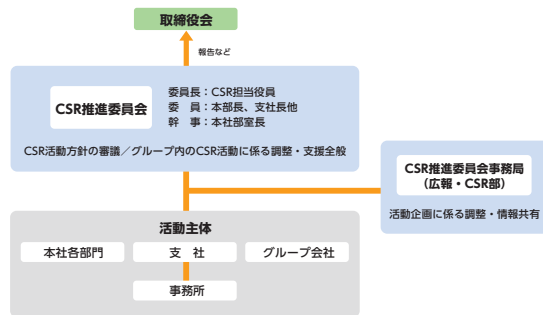 取締役会
報告など
CSR推進委員会
委員長：CSR担当役員
委　員：本部長、支社長他
幹　事：本社部室長
CSR活動方針の審議／グループ内のCSR活動に係る調整・支援全般
CSR推進委員会事務局
（広報・CSR部）
活動企画に係る調整・情報共有
活動主体
本社各部門
支　社
グループ会社
事務所